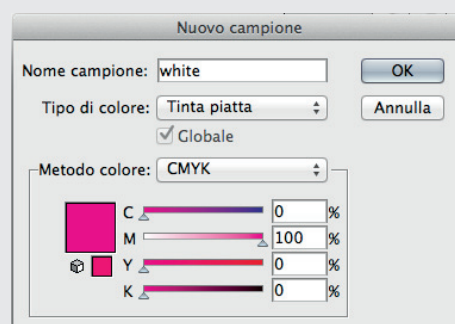 Nuovo campione
Nome campione: white OK
Tipo di colore: Tinta piatta Annulla
Globale
Metodo colore: CMYK
C 0 %
M 100 %
Y 0 %
K 0 %